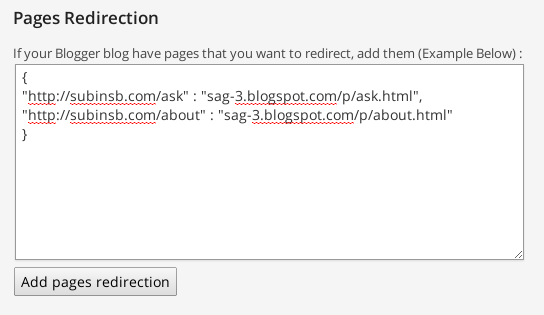 Pages Redirection
If your Blogger blog have pages that you want to redirect, add them (Example Below) :
{
"http://subinsb.com/ask" : "sag-3.blogspot.com/p/ask.html",
"http://subinsb.com/about" : "sag-3.blogspot.com/p/about.html"
}
Add pages redirection